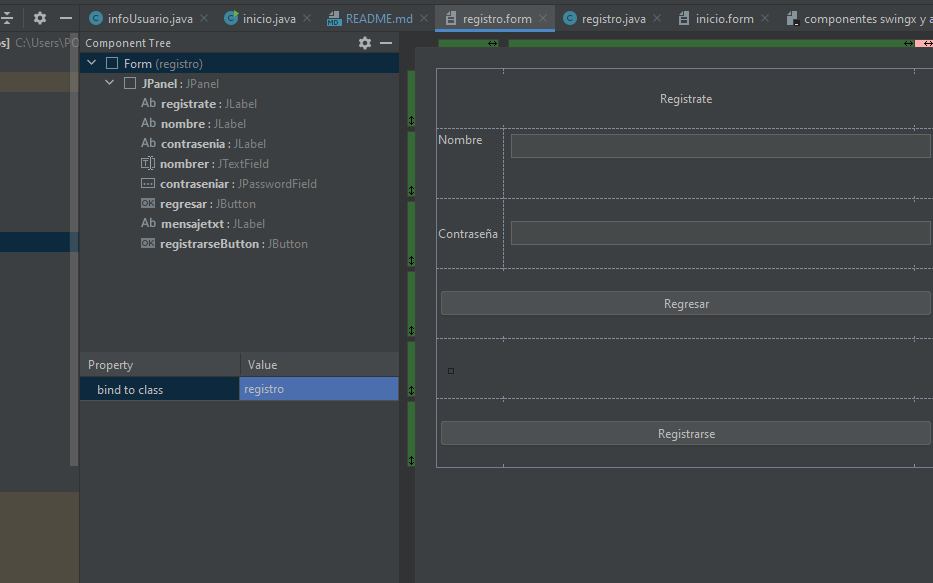 infoUsuario.java
inicio.java
README.md
registro.form
registro.java
inicio.form
componentes swingx y a
s] C:\Users\PO
Component Tree
Form (registro)
JPanel : JPanel
Ab registrate : JLabel
Ab nombre : JLabel
Ab contrasenia : JLabel
nombrer : JTextField
contraseniar : JPasswordField
OK regresar : JButton
Ab mensajetxt : JLabel
OK registrarseButton : JButton
Property Value
bind to class registro
Registrate
Nombre
Contraseña
Regresar
Registrarse